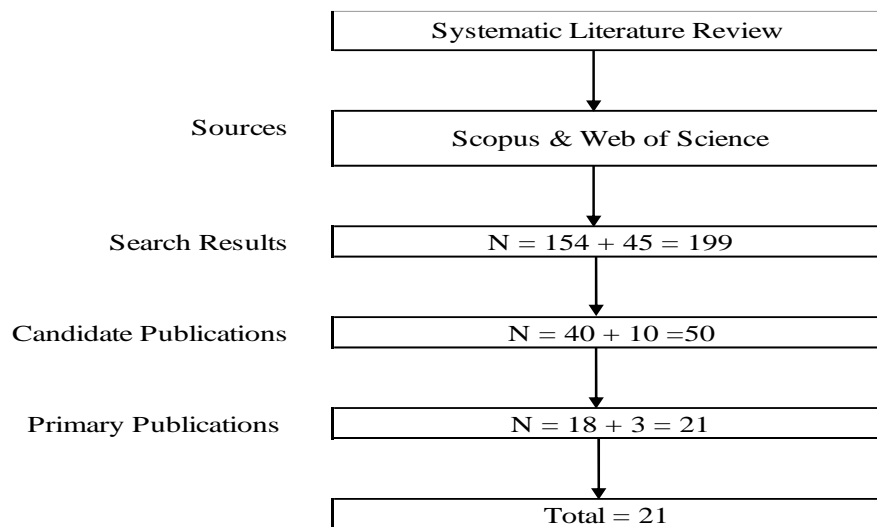 Systematic Literature Review
Sources
Scopus & Web of Science
Search Results
N = 154 + 45 = 199
Candidate Publications
N = 40 + 10 =50
Primary Publications
N = 18 + 3 = 21
Total = 21